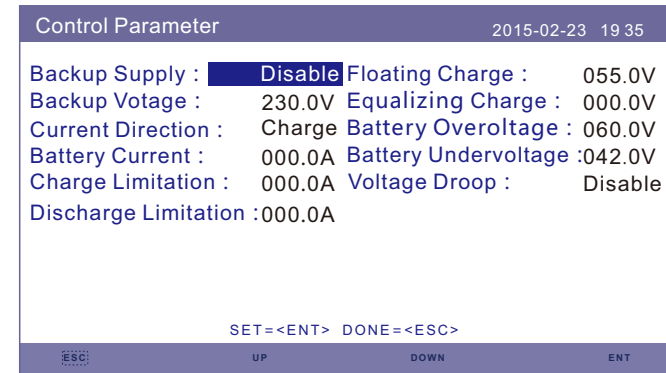 Control Parameter 2015-02-23 19 35
Backup Supply : Disable Floating Charge : 055.0V
Backup Votage : 230.0V Equalizing Charge : 000.0V
Current Direction : Charge Battery Overoltage : 060.0V
Battery Current : 000.0A Battery Undervoltage :042.0V
Charge Limitation : 000.0A Voltage Droop : Disable
Discharge Limitation :000.0A
SET=<ENT> DONE=<ESC>
ESC UP DOWN ENT